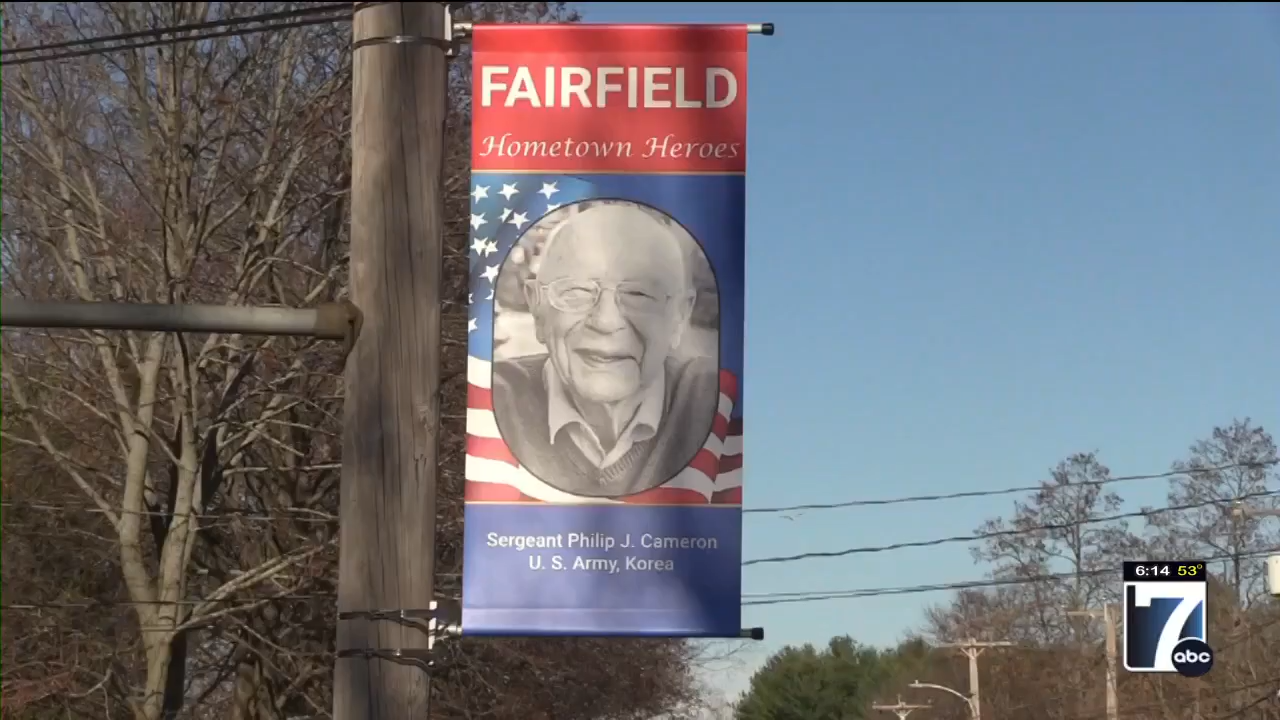 FAIRFIELD
Hometown Heroes
Sergeant Philip J. Cameron
U. S. Army, Korea
6:14 53°
7
abc